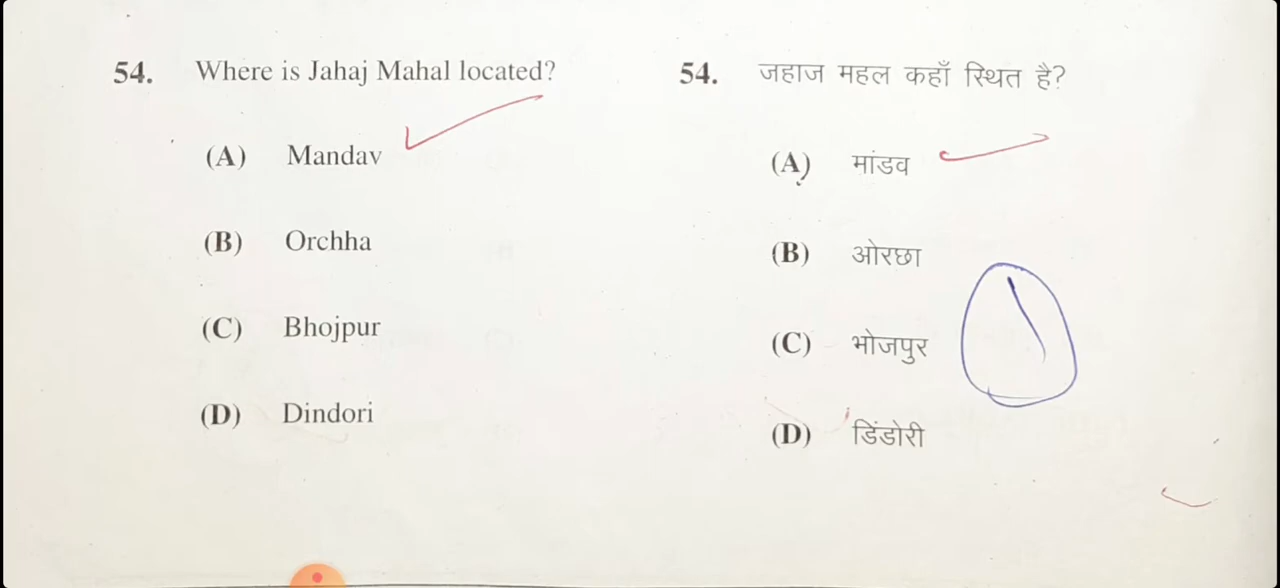 54. Where is Jahaj Mahal located?
(A) Mandav
(B) Orchha
(C) Bhojpur
(D) Dindori
54. जहाज महल कहाँ स्थित है?
(A) मांडव
(B) ओरछा
(C) भोजपुर
(D) डिंडोरी